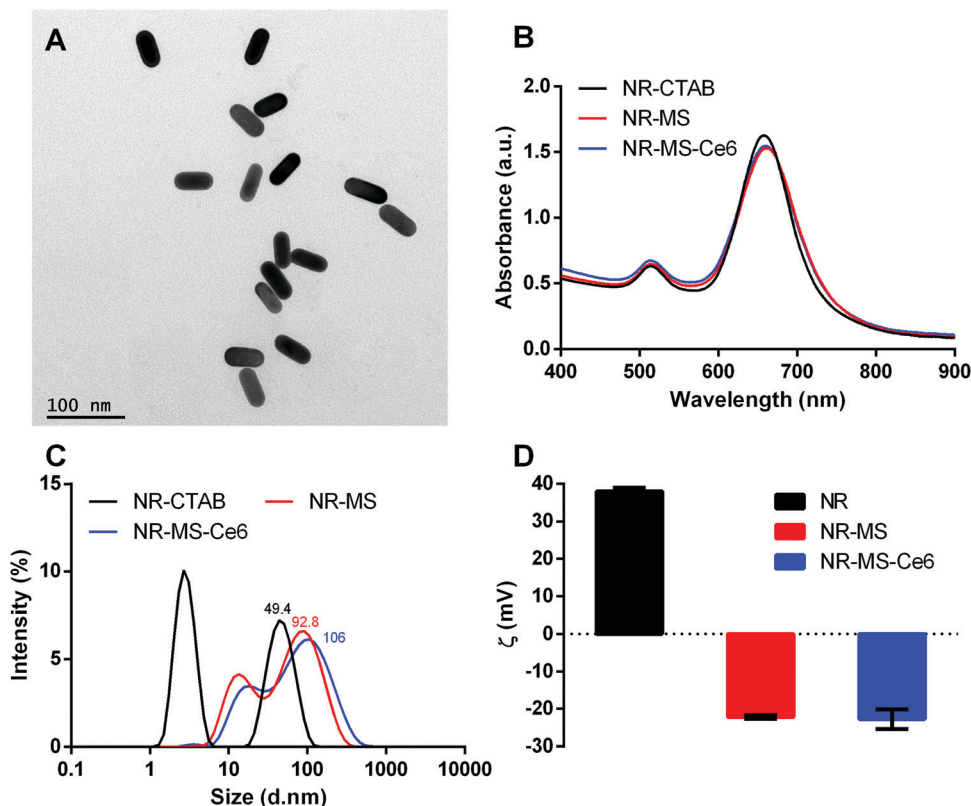 A
100 nm
B
NR-CTAB
NR-MS
NR-MS-Ce6
Absorbance (a.u.)
2.0
1.5
1.0
0.5
0.0
400 500 600 700 800 900
Wavelength (nm)
C
NR-CTAB NR-MS
NR-MS-Ce6
Intensity (%)
15
10
5
0
49.4
92.8
106
0.1 1 10 100 1000 10000
Size (d.nm)
D
NR
NR-MS
NR-MS-Ce6
ζ (mV)
40
30
20
10
0
-10
-20
-30